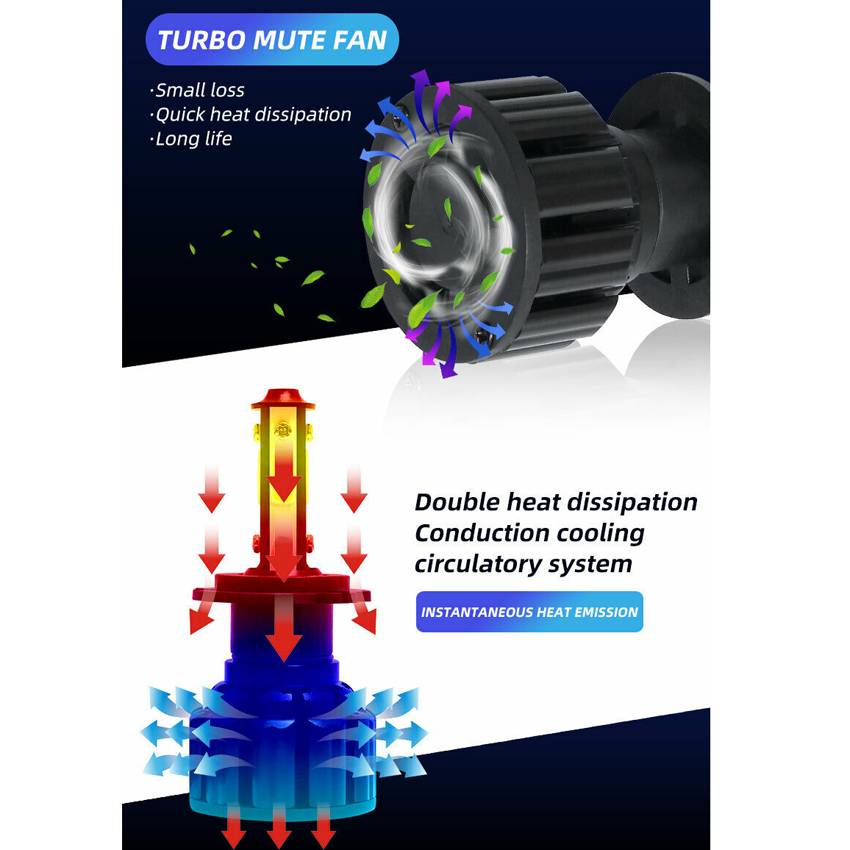 TURBO MUTE FAN
·Small loss
·Quick heat dissipation
·Long life
Double heat dissipation
Conduction cooling
circulatory system
INSTANTANEOUS HEAT EMISSION